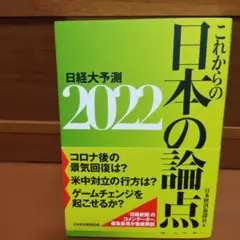 これからの
日本の論点
日経大予測
2022
コロナ後の
景気回復は?
米中対立の行方は?
ゲームチェンジを
起こせるか?
日経新聞の
コメンテーター、
編集委員が徹底解説
日本経済新聞社 編